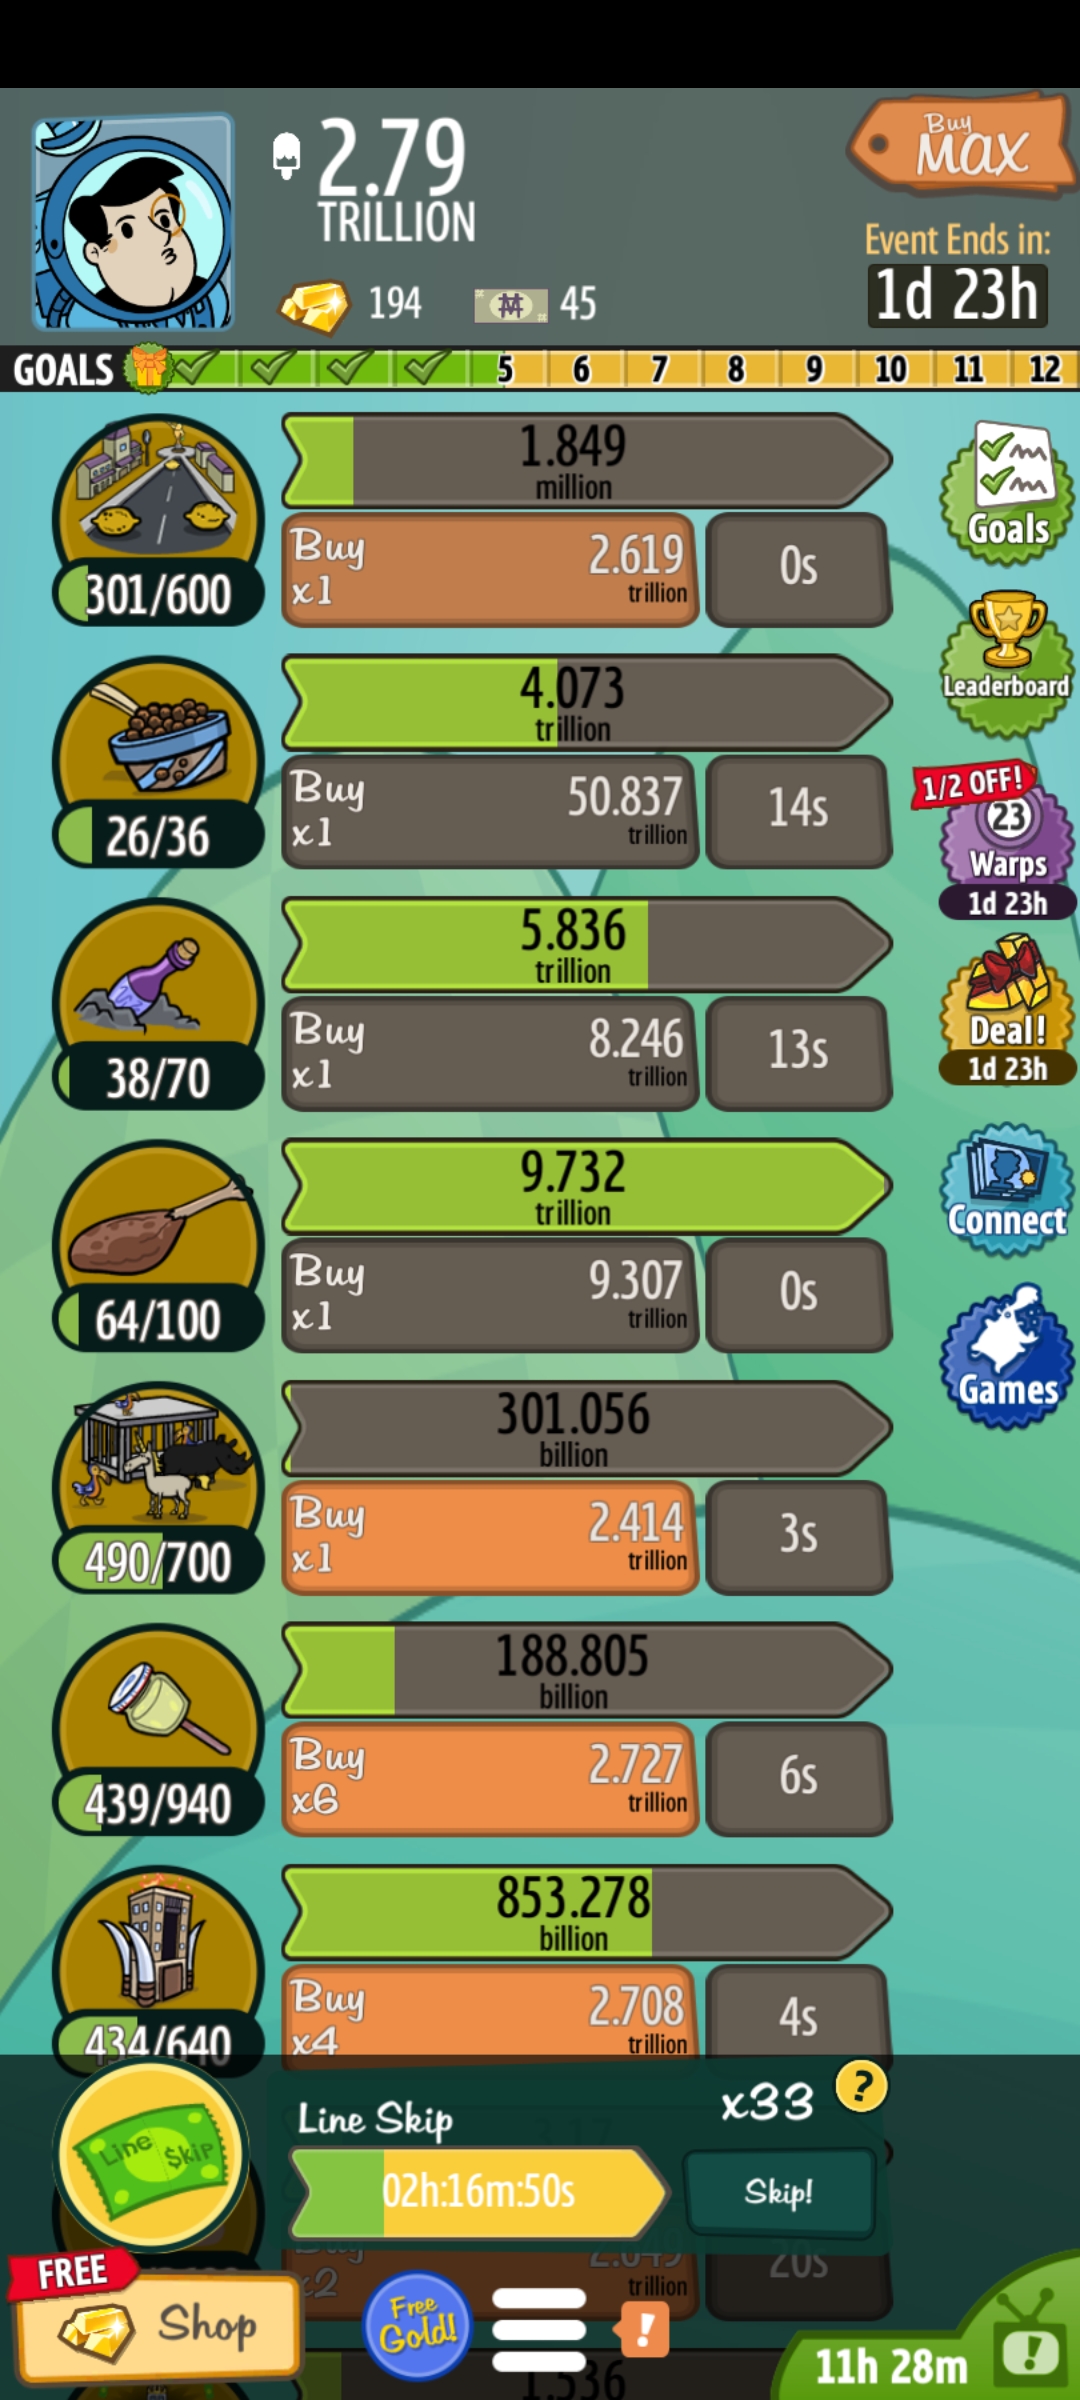 2.79
TRILLION
Buy
MAX
Event Ends in:
1d 23h
194
45
GOALS
5 6 7 8 9 10 11 12
1.849
million
Buy
x1
2.619
trillion
0s
301/600
Goals
4.073
trillion
Buy
x1
50.837
trillion
14s
26/36
Leaderboard
1/2 OFF!
23
Warps
1d 23h
5.836
trillion
Buy
x1
8.246
trillion
13s
38/70
Deal!
1d 23h
9.732
trillion
Buy
x1
9.307
trillion
0s
64/100
Connect
Games
301.056
billion
Buy
x1
2.414
trillion
3s
490/700
188.805
billion
Buy
x6
2.727
trillion
6s
439/940
853.278
billion
Buy
x4
2.708
trillion
4s
434/640
Line Skip
x33
?
Line $kip
02h:16m:50s
Skip!
3.17
Buy
x2
2.049
trillion
20s
FREE
Shop
Free
Gold!
!
11h 28m
!
1.536